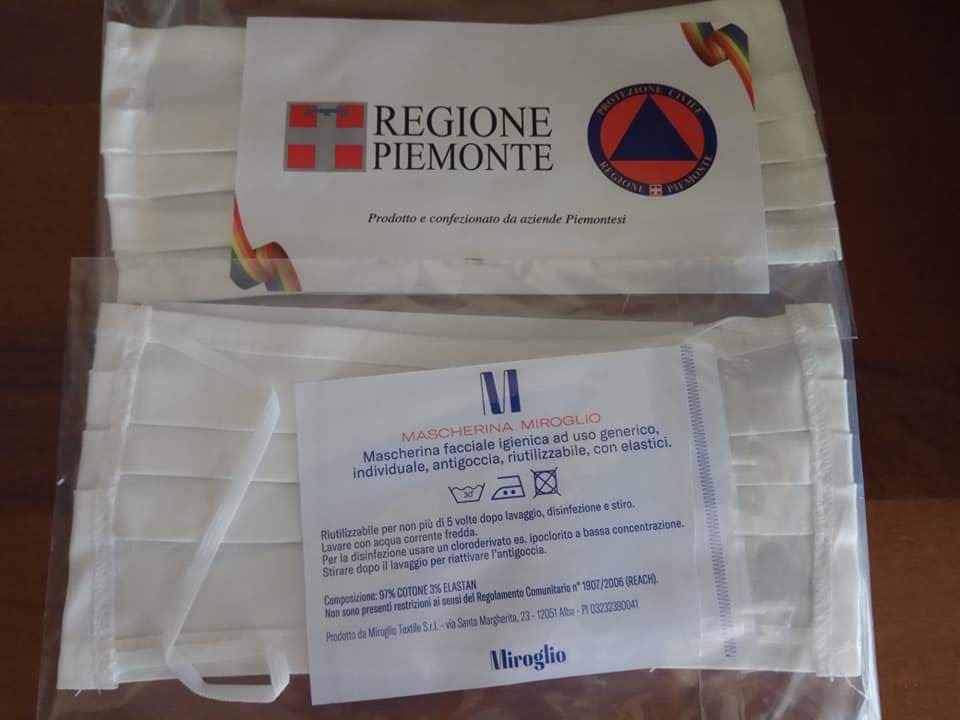 REGIONE
PIEMONTE
PROTEZIONE CIVILE
REGIONE PIEMONTE
Prodotto e confezionato da aziende Piemontesi
M
MASCHERINA MIROGLIO
Mascherina facciale igienica ad uso generico,
individuale, antigoccia, riutilizzabile, con elastici.
30°
Riutilizzabile per non più di 5 volte dopo lavaggio, disinfezione e stiro.
Lavare con acqua corrente fredda.
Per la disinfezione usare un cloroderivato es. ipoclorito a bassa concentrazione.
Stirare dopo il lavaggio per riattivare l'antigoccia.
Composizione: 97% COTONE 3% ELASTAN
Non sono presenti restrizioni ai sensi del Regolamento Comunitario n° 1907/2006 (REACH).
Prodotto da Miroglio Textile S.r.l. - via Santa Margherita, 23 - 12051 Alba - PI 03232390041
Miroglio